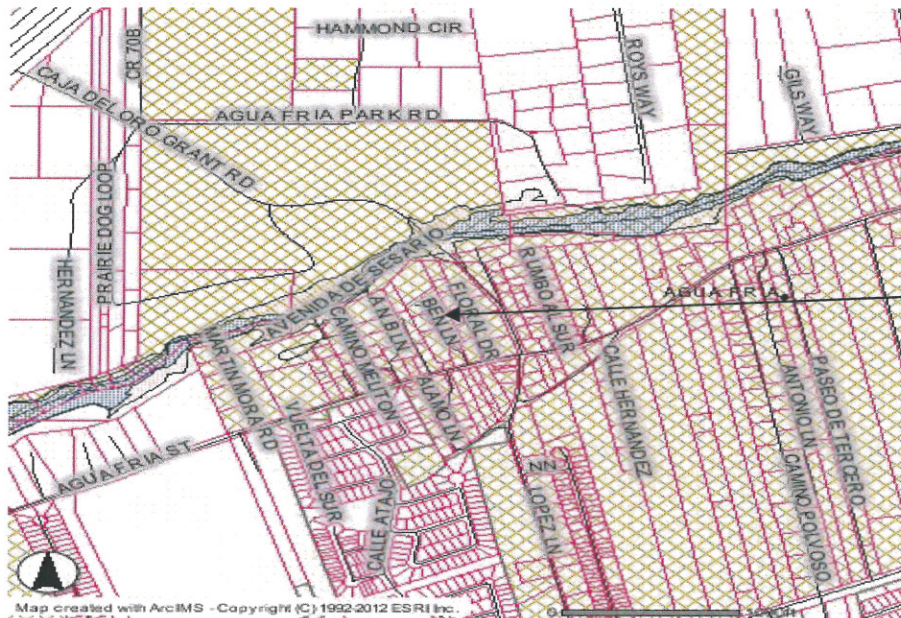 HAMMOND CIR
CR 70B
ROYS WAY
GILS WAY
CAJA DEL ORO GRANT RD
AGUA FRIA PARK RD
PRAIRIE DOG LOOP
HERNANDEZ LN
AVENIDA DE SESARIO
RUMBO AL SUR
FLORAL DR
AGUA FRIA
CAMINO MELITON
MARTIN MORA RD
ALAMO LN
CALLE HERNANDEZ
PASEO DE TERCERO
ANTONIO LN
VUELTA DEL SUR
AGUA FRIA ST
CALLE ATAJO
NN
LOPEZ LN
CAMINO POLVOSO
Map created with ArcIMS - Copyright (C) 1992-2012 ESRI Inc.
0